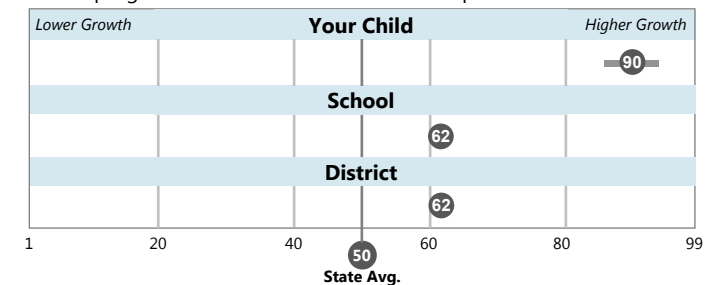 Lower Growth Your Child Higher Growth
90
School
62
District
62
1 20 40 60 80 99
50
State Avg.